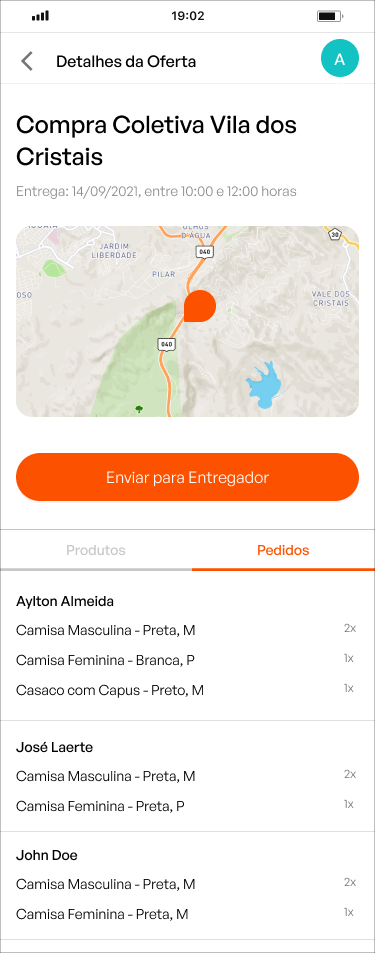 19:02
Detalhes da Oferta
A
Compra Coletiva Vila dos
Cristais
Entrega: 14/09/2021, entre 10:00 e 12:00 horas
OLHOS
D'ÁGUA
30
JARDIM
LIBERDADE
040
PILAR
OSO
VALE DOS
CRISTAIS
040
Enviar para Entregador
Produtos
Pedidos
Aylton Almeida
Camisa Masculina - Preta, M 2x
Camisa Feminina - Branca, P 1x
Casaco com Capus - Preto, M 1x
José Laerte
Camisa Masculina - Preta, M 2x
Camisa Feminina - Preta, P 1x
John Doe
Camisa Masculina - Preta, M 2x
Camisa Feminina - Preta, M 1x